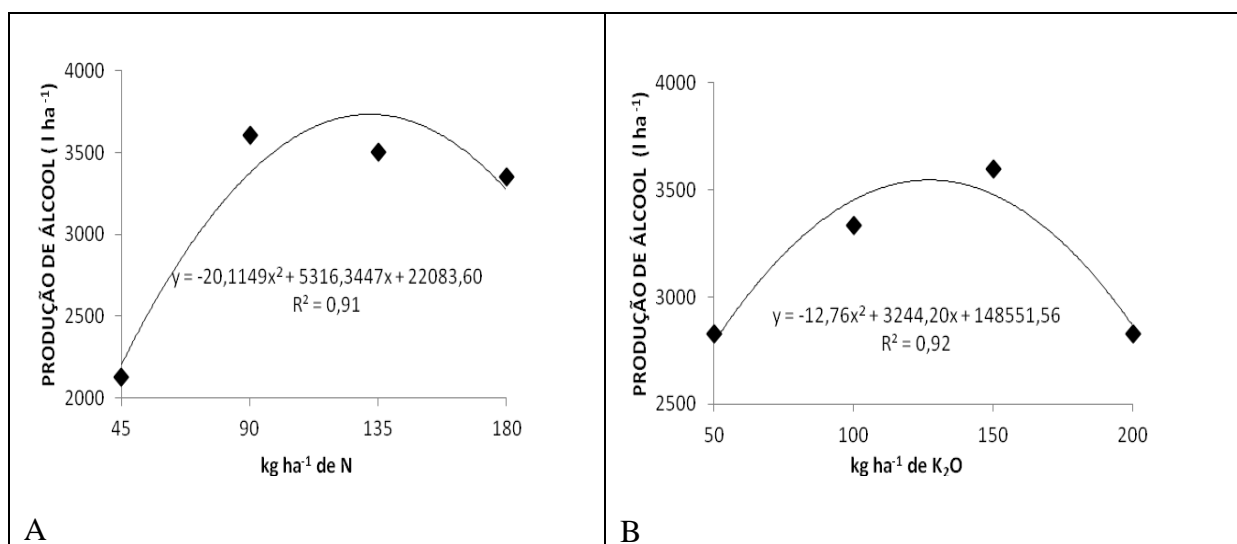 PRODUÇÃO DE ÁLCOOL ( l ha⁻¹)
4000
3500
3000
2500
2000
y = -20,1149x² + 5316,3447x + 22083,60
R² = 0,91
45 90 135 180
kg ha⁻¹ de N
A
PRODUÇÃO DE ÁLCOOL (l ha⁻¹)
4000
3500
3000
2500
y = -12,76x² + 3244,20x + 148551,56
R² = 0,92
50 100 150 200
kg ha⁻¹ de K₂O
B